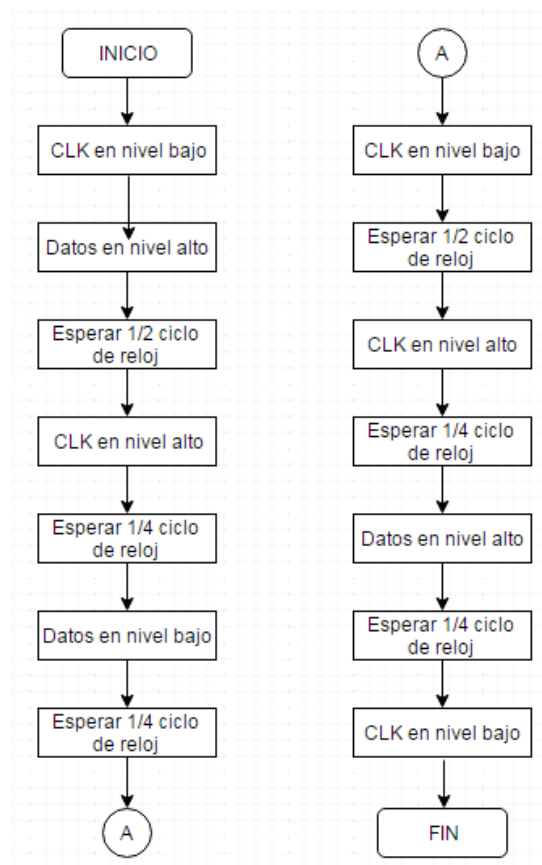 INICIO
CLK en nivel bajo
Datos en nivel alto
Esperar 1/2 ciclo
de reloj
CLK en nivel alto
Esperar 1/4 ciclo
de reloj
Datos en nivel bajo
Esperar 1/4 ciclo
de reloj
A
A
CLK en nivel bajo
Esperar 1/2 ciclo
de reloj
CLK en nivel alto
Esperar 1/4 ciclo
de reloj
Datos en nivel alto
Esperar 1/4 ciclo
de reloj
CLK en nivel bajo
FIN